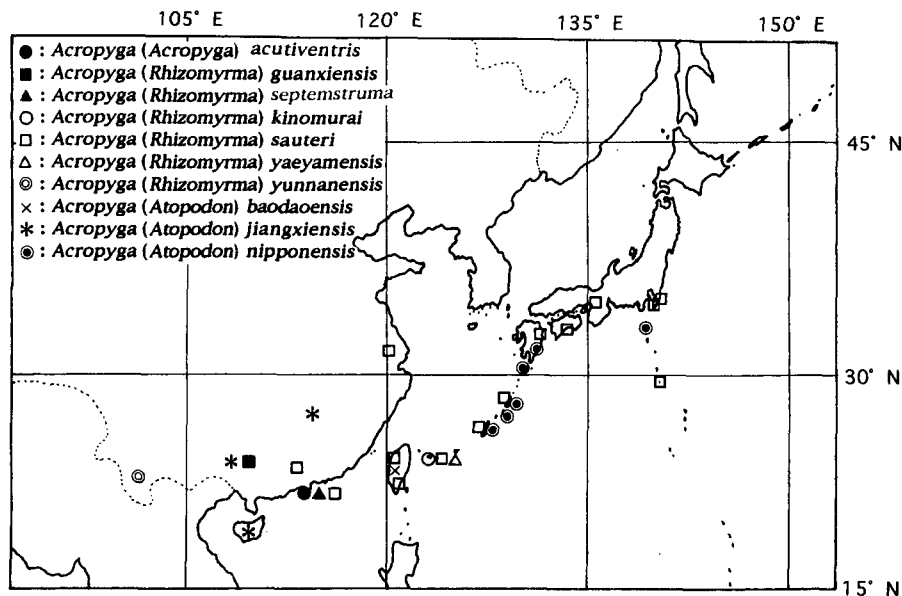 105° E 120° E 135° E 150° E
● : Acropyga (Acropyga) acutiventris
■ : Acropyga (Rhizomyrma) guanxiensis
▲ : Acropyga (Rhizomyrma) septemstruma
○ : Acropyga (Rhizomyrma) kinomurai
□ : Acropyga (Rhizomyrma) sauteri
△ : Acropyga (Rhizomyrma) yaeyamensis
◎ : Acropyga (Rhizomyrma) yunnanensis
× : Acropyga (Atopodon) baodaoensis
* : Acropyga (Atopodon) jiangxiensis
◉ : Acropyga (Atopodon) nipponensis
45° N
30° N
15° N